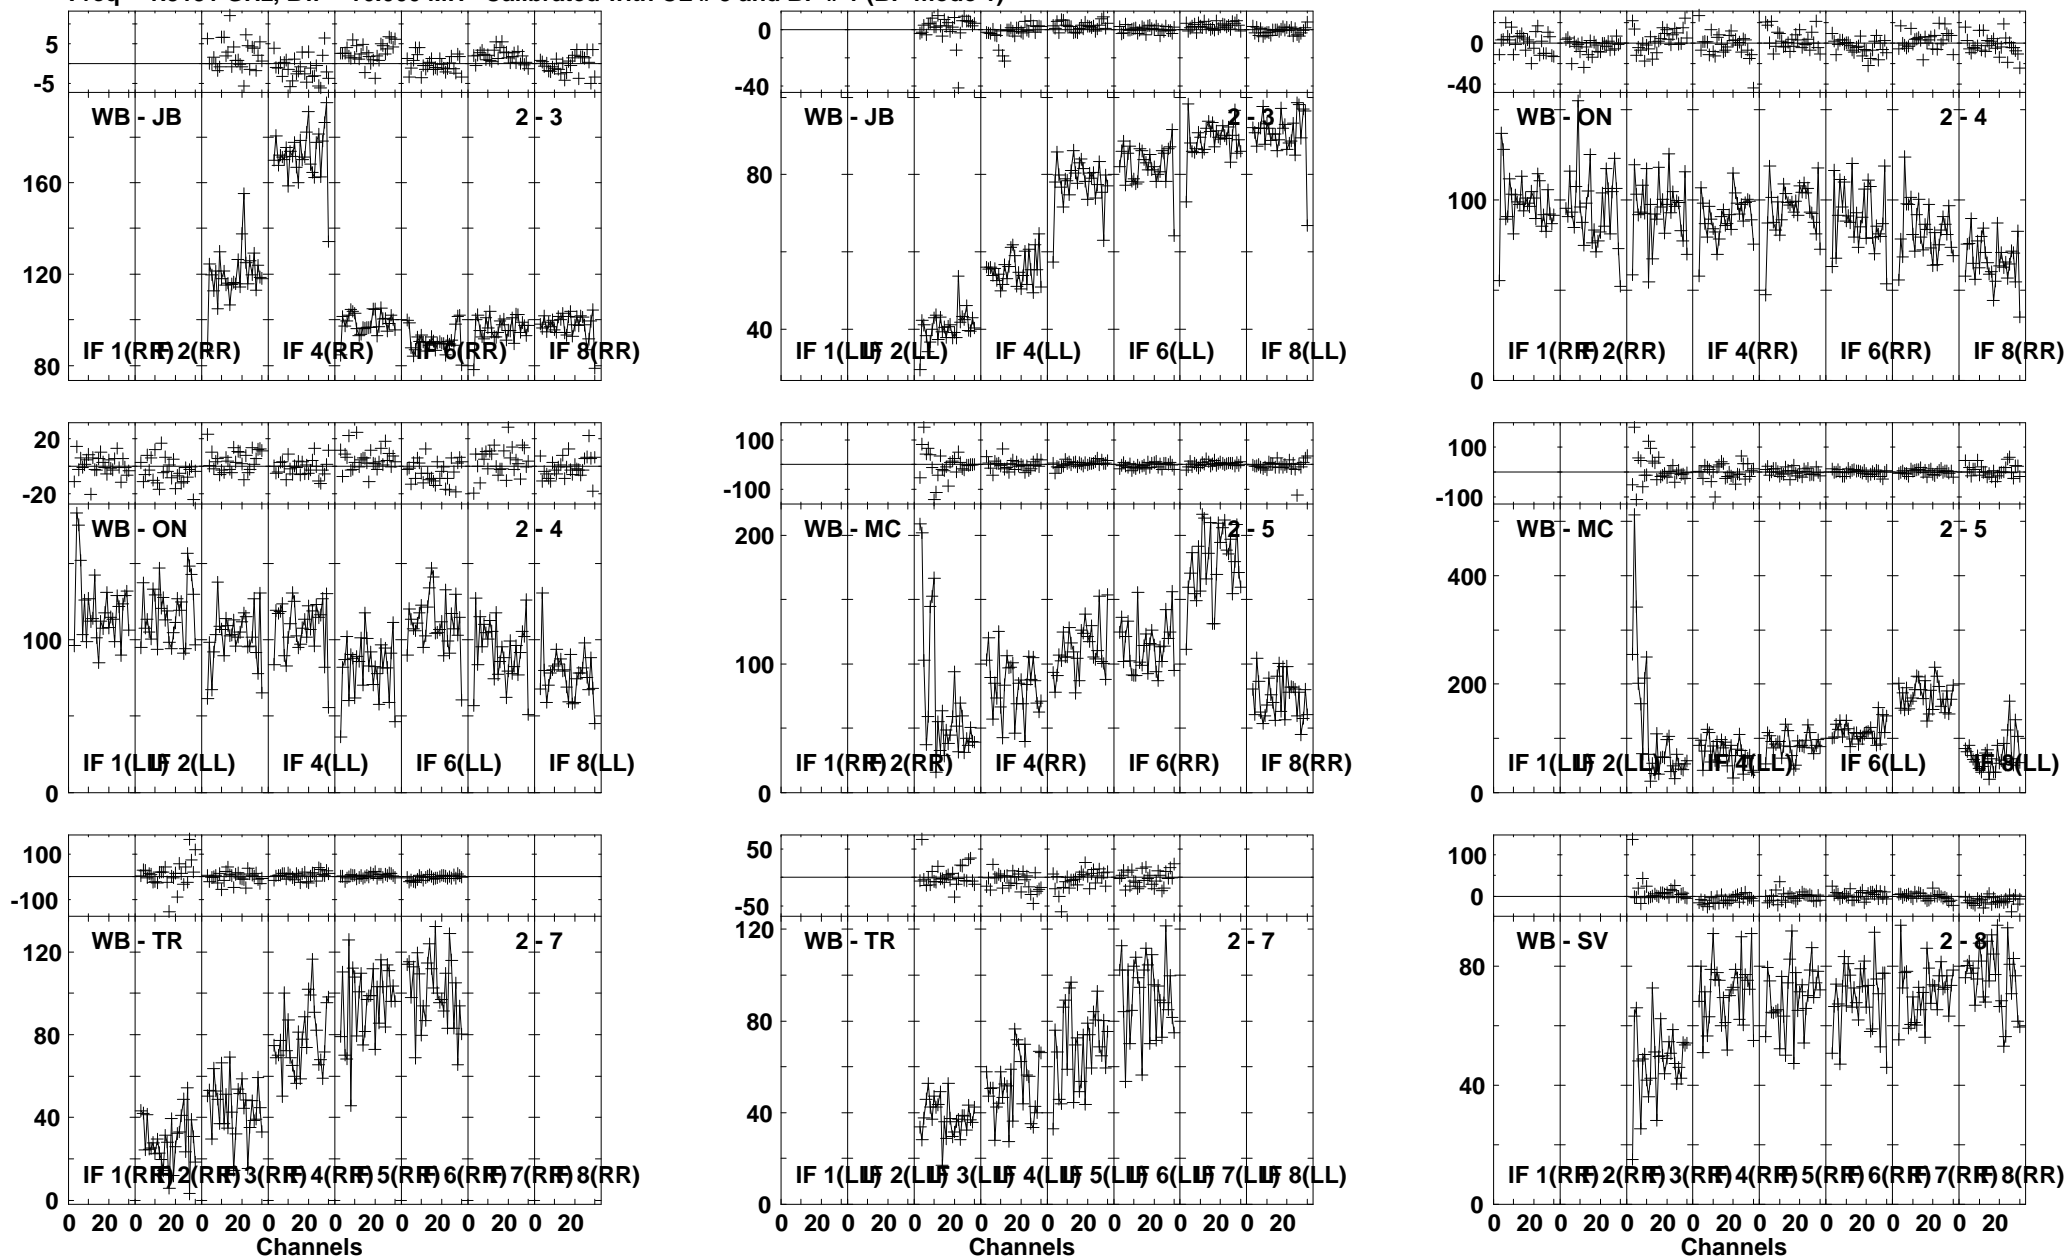 Calibrated with CL # and BP # (BP mode
5
-5
WB - JB 2 - 3
160
120
80
IF 1(RR) IF 2(RR) IF 4(RR) IF 6(RR) IF 8(RR)
0
-40
WB - JB 2 - 3
80
40
IF 1(LL) IF 2(LL) IF 4(LL) IF 6(LL) IF 8(LL)
0
-40
WB - ON 2 - 4
100
0
IF 1(RR) IF 2(RR) IF 4(RR) IF 6(RR) IF 8(RR)
20
-20
WB - ON 2 - 4
100
0
IF 1(LL) IF 2(LL) IF 4(LL) IF 6(LL) IF 8(LL)
100
-100
WB - MC 2 - 5
200
100
0
IF 1(RR) IF 2(RR) IF 4(RR) IF 6(RR) IF 8(RR)
100
-100
WB - MC 2 - 5
400
200
0
IF 1(LL) IF 2(LL) IF 4(LL) IF 6(LL) IF 8(LL)
100
-100
WB - TR 2 - 7
120
80
40
0
IF 1(RR) IF 2(RR) IF 3(RR) IF 4(RR) IF 5(RR) IF 6(RR) IF 7(RR) IF 8(RR)
0 20 0 20 0 20 0 20 0 20 0 20 0 20 0 20
Channels
50
-50
WB - TR 2 - 7
120
80
40
0
IF 1(LL) IF 2(LL) IF 3(LL) IF 4(LL) IF 5(LL) IF 6(LL) IF 7(LL) IF 8(LL)
0 20 0 20 0 20 0 20 0 20 0 20 0 20 0 20
Channels
100
0
WB - SV 2 - 8
80
40
0
IF 1(RR) IF 2(RR) IF 3(RR) IF 4(RR) IF 5(RR) IF 6(RR) IF 7(RR) IF 8(RR)
0 20 0 20 0 20 0 20 0 20 0 20 0 20 0 20
Channels